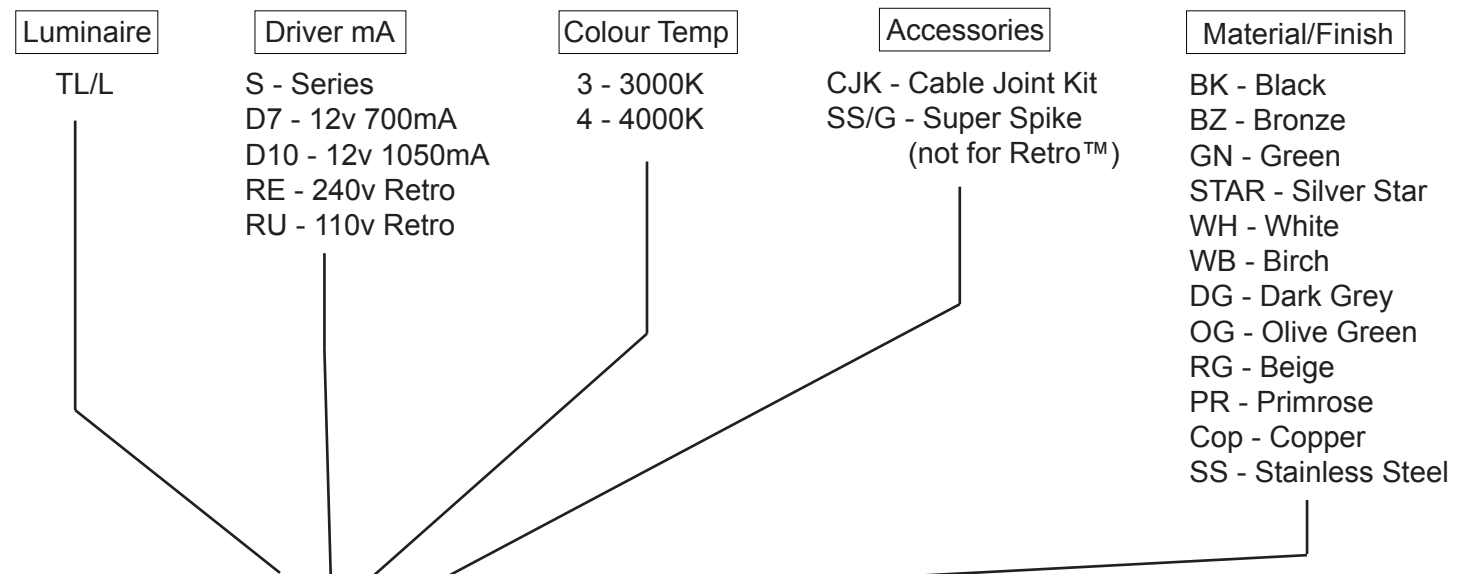 Luminaire
TL/L
Driver mA
S - Series
D7 - 12v 700mA
D10 - 12v 1050mA
RE - 240v Retro
RU - 110v Retro
Colour Temp
3 - 3000K
4 - 4000K
Accessories
CJK - Cable Joint Kit
SS/G - Super Spike
(not for Retro™)
Material/Finish
BK - Black
BZ - Bronze
GN - Green
STAR - Silver Star
WH - White
WB - Birch
DG - Dark Grey
OG - Olive Green
RG - Beige
PR - Primrose
Cop - Copper
SS - Stainless Steel